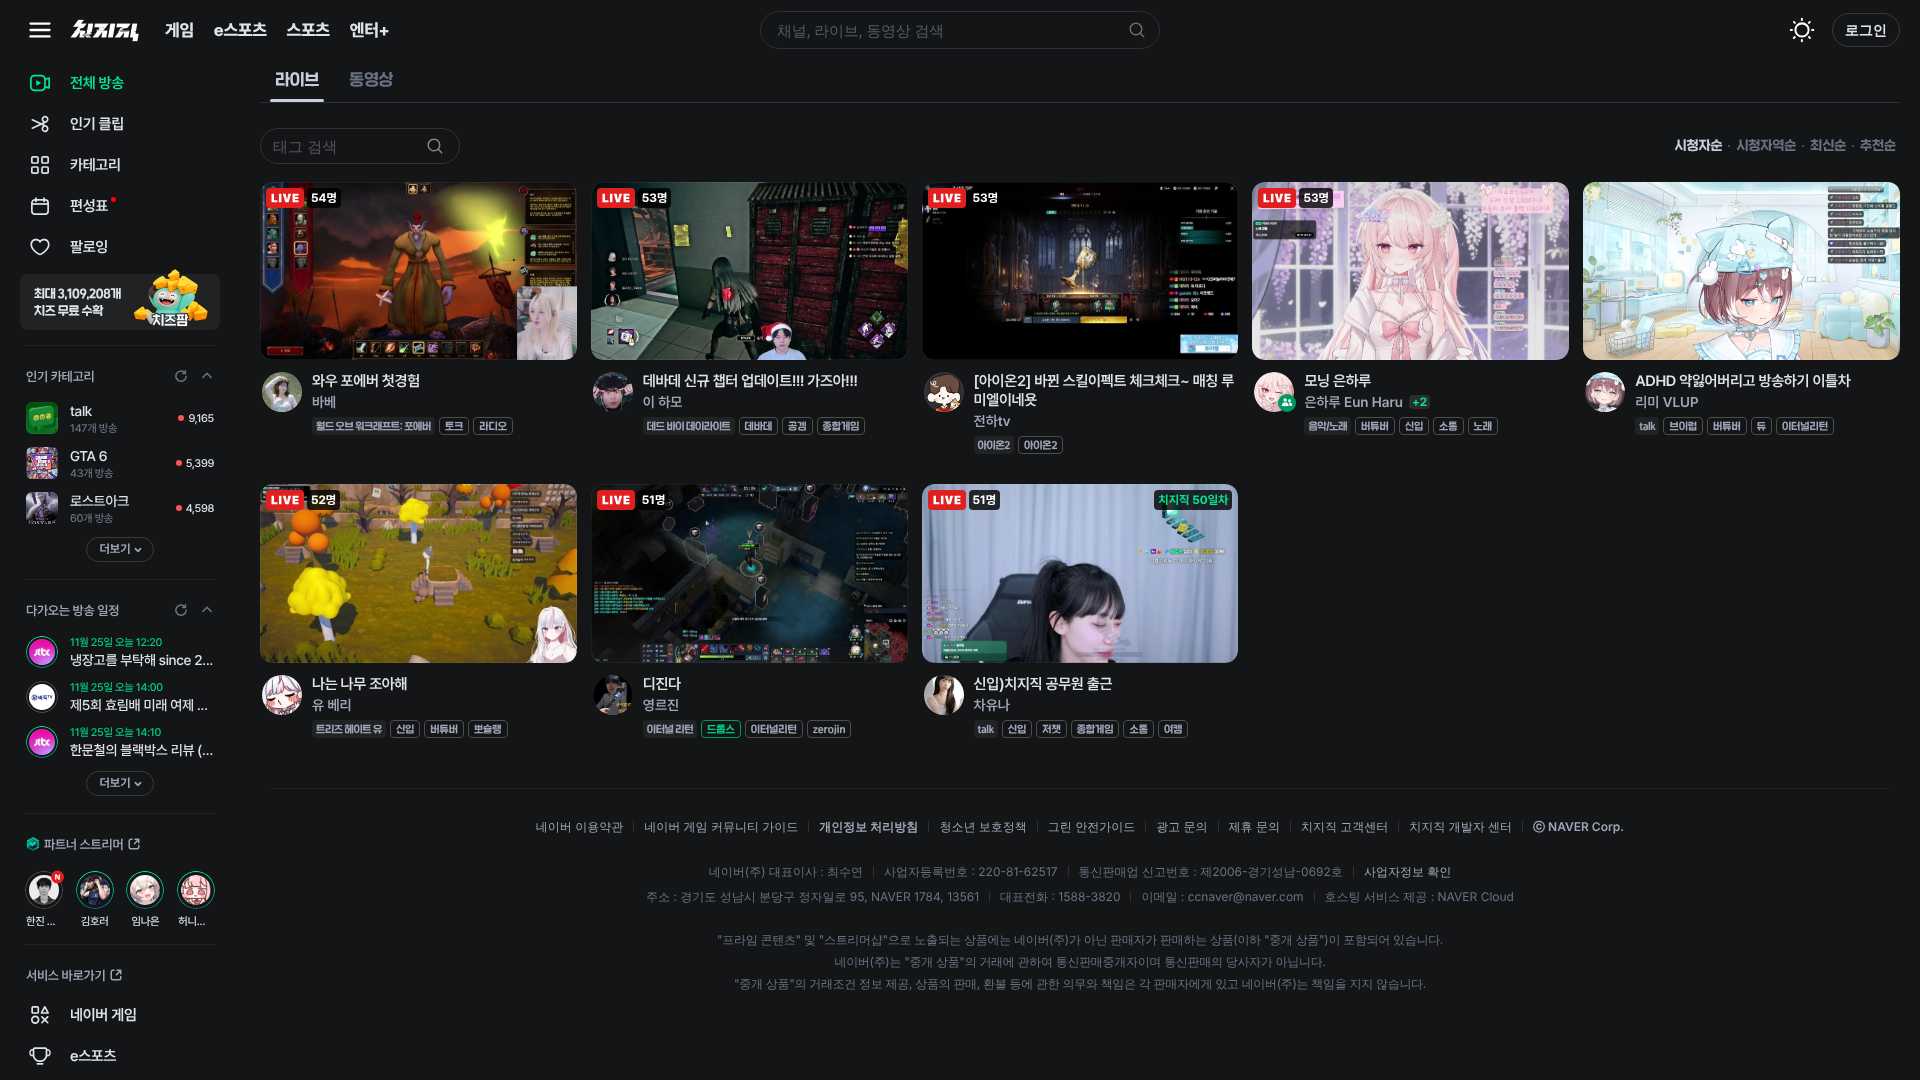 치지직
게임
e스포츠
스포츠
엔터+
채널, 라이브, 동영상 검색
로그인
전체 방송
인기 클립
카테고리
편성표
팔로잉
최대 3,109,208개
치즈 무료 수확
치즈팜
인기 카테고리
talk
9,165
147개 방송
GTA 6
5,399
43개 방송
로스트아크
4,598
60개 방송
더보기
다가오는 방송 일정
11월 25일 오늘 12:20
냉장고를 부탁해 since 2...
11월 25일 오늘 14:00
제5회 효림배 미래 여제 ...
11월 25일 오늘 14:10
한문철의 블랙박스 리뷰 (...
더보기
파트너 스트리머
한진 ...
김호러
임나은
허니...
서비스 바로가기
네이버 게임
e스포츠
라이브
동영상
태그 검색
시청자순 · 시청자역순 · 최신순 · 추천순
LIVE 54명
와우 포에버 첫경험
바베
월드 오브 워크래프트: 포에버 토크 라디오
LIVE 53명
데바데 신규 챕터 업데이트!!! 가즈아!!!
이 하모
데드 바이 데이라이트 데바데 공겜 종합게임
LIVE 53명
[아이온2] 바뀐 스킬이펙트 체크체크~ 매칭 루
미엘이네욧
전하tv
아이온2 아이온2
LIVE 53명
모닝 은하루
은하루 Eun Haru +2
음악/노래 버튜버 신입 소통 노래
ADHD 약잃어버리고 방송하기 이틀차
리미 VLUP
talk 브이럽 버튜버 듀 이터널리턴
LIVE 52명
나는 나무 조아해
유 베리
트리즈 헤이트 유 신입 버튜버 뽀슬랭
LIVE 51명
디진다
영르진
이터널 리턴 드롭스 이터널리턴 zerojin
LIVE 51명
치지직 50일차
신입)치지직 공무원 출근
차유나
talk 신입 저챗 종합게임 소통 여캠
네이버 이용약관
네이버 게임 커뮤니티 가이드
개인정보 처리방침
청소년 보호정책
그린 안전가이드
광고 문의
제휴 문의
치지직 고객센터
치지직 개발자 센터
ⓒ NAVER Corp.
네이버(주) 대표이사 : 최수연
사업자등록번호 : 220-81-62517
통신판매업 신고번호 : 제2006-경기성남-0692호
사업자정보 확인
주소 : 경기도 성남시 분당구 정자일로 95, NAVER 1784, 13561
대표전화 : 1588-3820
이메일 : ccnaver@naver.com
호스팅 서비스 제공 : NAVER Cloud
"프라임 콘텐츠" 및 "스트리머샵"으로 노출되는 상품에는 네이버(주)가 아닌 판매자가 판매하는 상품(이하 "중개 상품")이 포함되어 있습니다.
네이버(주)는 "중개 상품"의 거래에 관하여 통신판매중개자이며 통신판매의 당사자가 아닙니다.
"중개 상품"의 거래조건 정보 제공, 상품의 판매, 환불 등에 관한 의무와 책임은 각 판매자에게 있고 네이버(주)는 책임을 지지 않습니다.